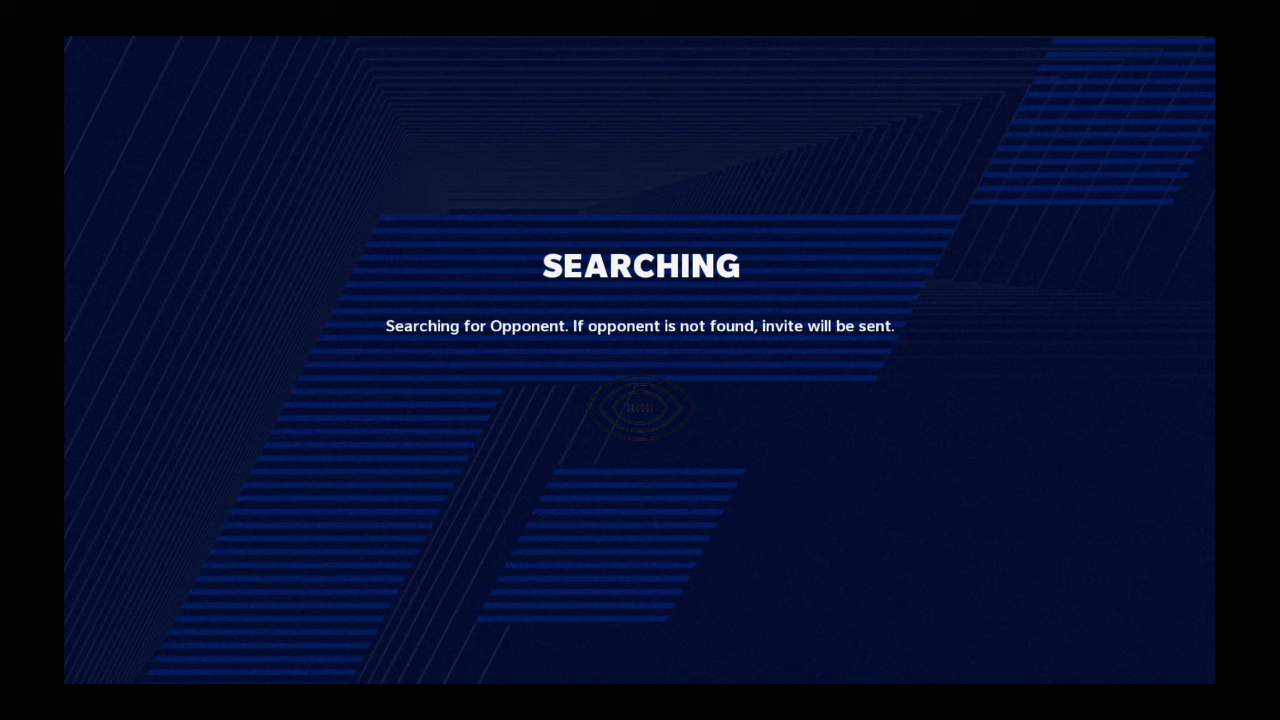 SEARCHING
Searching for Opponent. If opponent is not found, invite will be sent.